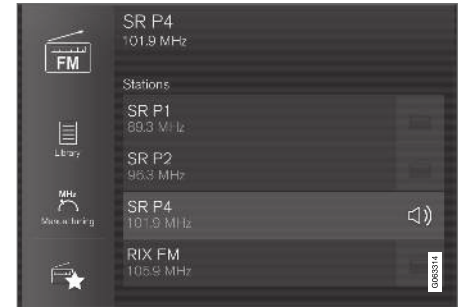 SR P4
101.9 MHz
FM
Stations
SR P1
89.3 MHz
Library
SR P2
96.3 MHz
MHz
Manual tuning
SR P4
101.9 MHz
RIX FM
105.9 MHz
G063314